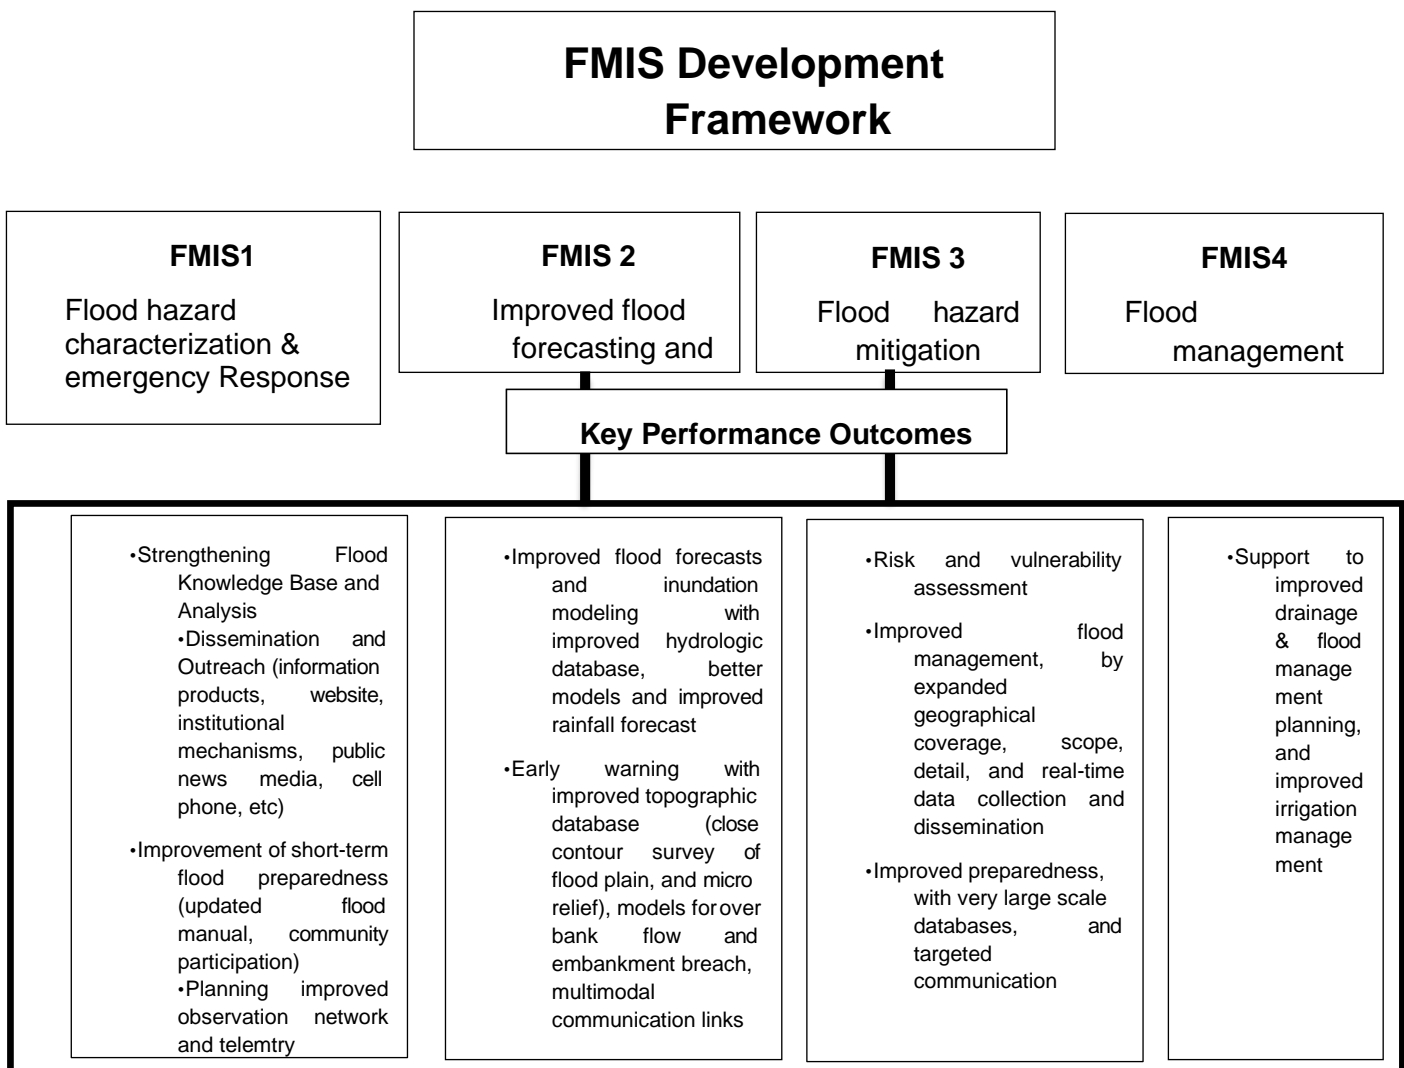 FMIS Development
Framework
FMIS1
Flood hazard
characterization &
emergency Response
FMIS 2
Improved flood
forecasting and
FMIS 3
Flood hazard
mitigation
FMIS4
Flood
management
Key Performance Outcomes
•Strengthening Flood
Knowledge Base and
Analysis
•Dissemination and
Outreach (information
products, website,
institutional
mechanisms, public
news media, cell
phone, etc)
•Improvement of short-term
flood preparedness
(updated flood
manual, community
participation)
•Planning improved
observation network
and telemtry
•Improved flood forecasts
and inundation
modeling with
improved hydrologic
database, better
models and improved
rainfall forecast
•Early warning with
improved topographic
database (close
contour survey of
flood plain, and micro
relief), models for over
bank flow and
embankment breach,
multimodal
communication links
•Risk and vulnerability
assessment
•Improved flood
management, by
expanded
geographical
coverage, scope,
detail, and real-time
data collection and
dissemination
•Improved preparedness,
with very large scale
databases, and
targeted
communication
•Support to
improved
drainage
& flood
manage
ment
planning,
and
improved
irrigation
manage
ment